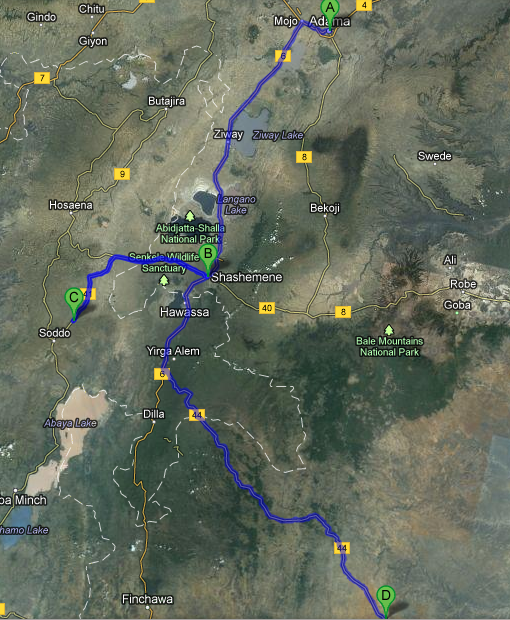 Gindo
Chitu
Giyon
A
4
Mojo
Adama
6
7
Butajira
Ziway
Ziway Lake
8
Swede
9
Hosaena
Langano
Lake
Bekoji
Abidjatta-Shalla
National Park
Senkele Wildlife
Sanctuary
B
Shashemene
Ali
Robe
Goba
C
40
8
Hawassa
Soddo
Bale Mountains
National Park
Yirga Alem
6
Dilla
44
Abaya Lake
ba Minch
hamo Lake
44
D
Finchawa